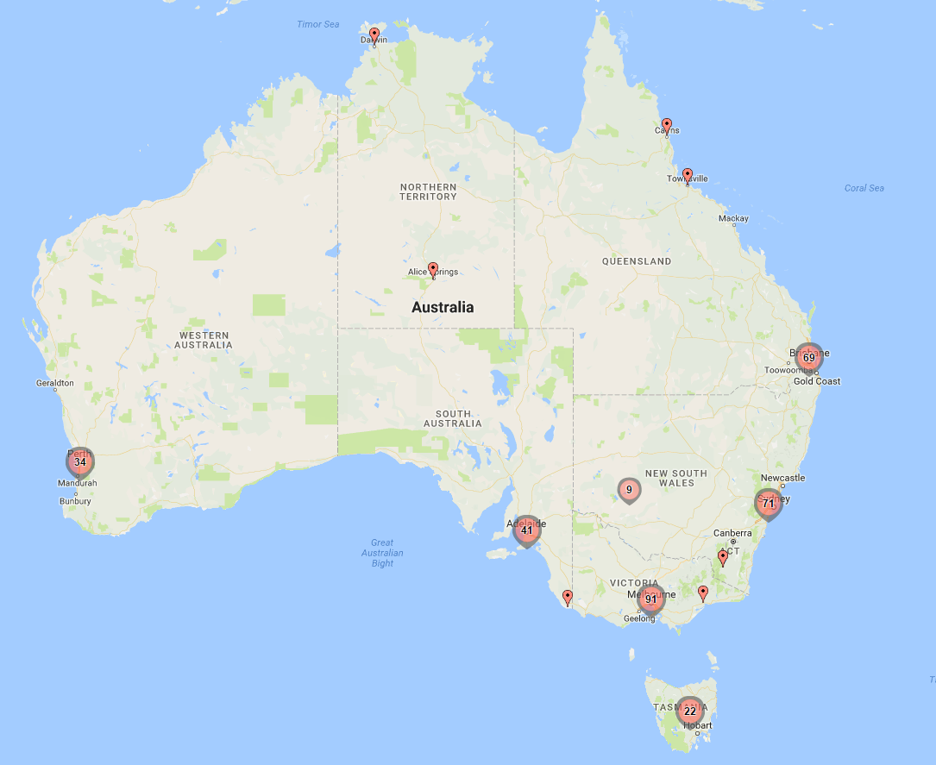 Timor Sea
Darwin
Cairns
Townsville
Coral Sea
NORTHERN
TERRITORY
Mackay
QUEENSLAND
Alice Springs
Australia
WESTERN
AUSTRALIA
Brisbane
69
Toowoomba
Gold Coast
Geraldton
SOUTH
AUSTRALIA
Perth
34
Mandurah
Bunbury
NEW SOUTH
WALES
9
Newcastle
Sydney
71
Adelaide
41
Canberra
ACT
Great
Australian
Bight
VICTORIA
Melbourne
91
Geelong
TASMANIA
22
Hobart